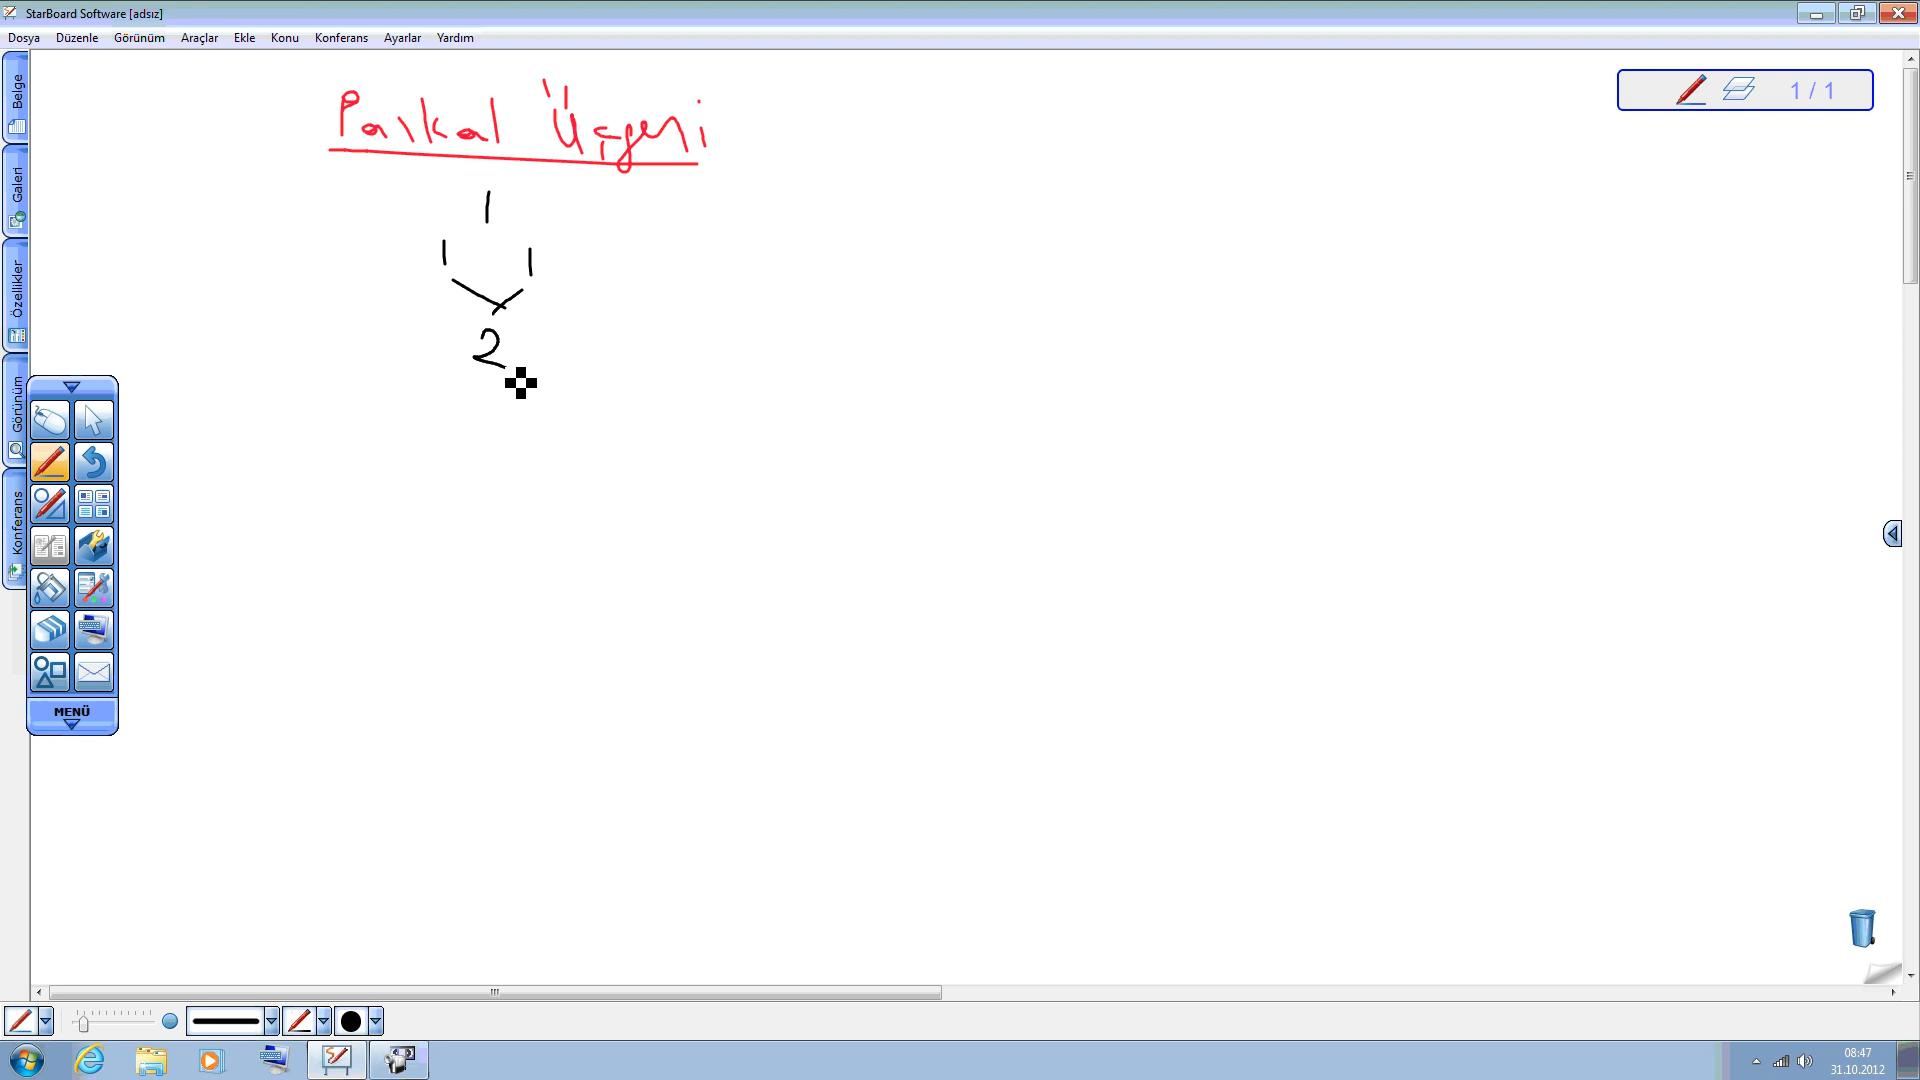 StarBoard Software [adsız]
Dosya Düzenle Görünüm Araçlar Ekle Konu Konferans Ayarlar Yardım
Belge
Galeri
Özellikler
Görünüm
Konferans
1 / 1
Paskal Üçgeni
1
1 1
2
MENÜ
08:47
31.10.2012